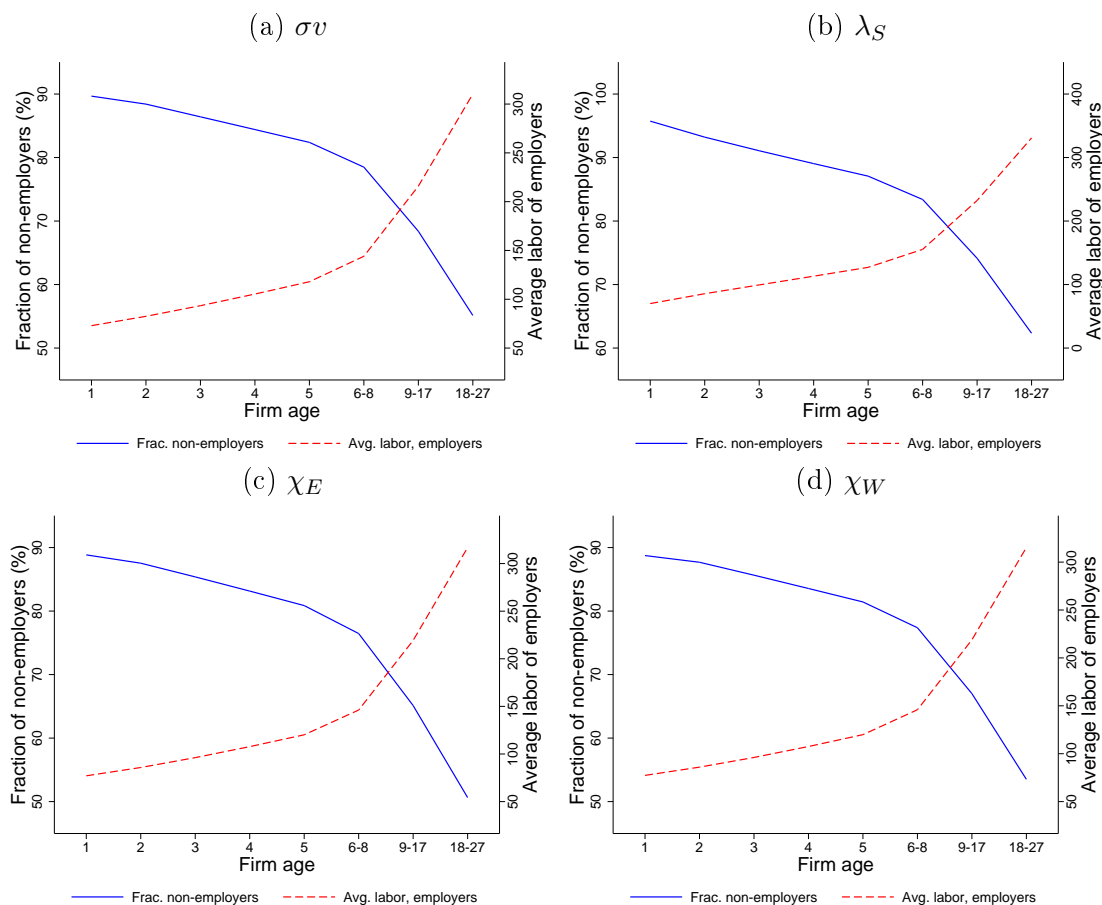 (a) σv
Fraction of non-employers (%)
50 60 70 80 90
Average labor of employers
50 100 150 200 250 300
1 2 3 4 5 6-8 9-17 18-27
Firm age
Frac. non-employers Avg. labor, employers
(b) λ_S
Fraction of non-employers (%)
60 70 80 90 100
Average labor of employers
0 100 200 300 400
1 2 3 4 5 6-8 9-17 18-27
Firm age
Frac. non-employers Avg. labor, employers
(c) χ_E
Fraction of non-employers (%)
50 60 70 80 90
Average labor of employers
50 100 150 200 250 300
1 2 3 4 5 6-8 9-17 18-27
Firm age
Frac. non-employers Avg. labor, employers
(d) χ_W
Fraction of non-employers (%)
50 60 70 80 90
Average labor of employers
50 100 150 200 250 300
1 2 3 4 5 6-8 9-17 18-27
Firm age
Frac. non-employers Avg. labor, employers